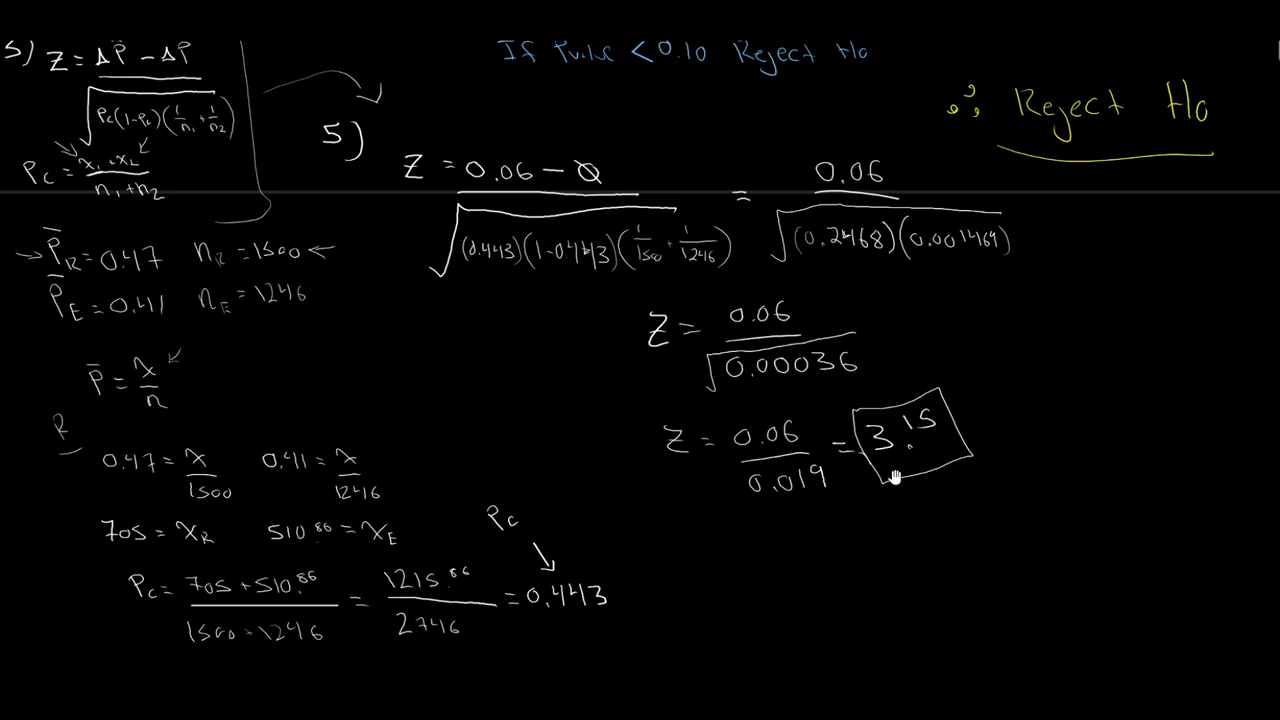 5) Z = Δp̄ - ΔP / √(Pc(1-Pc)(1/n₁ + 1/n₂))
Pc = x₁ + x₂ / n₁ + n₂
P̄R = 0.47 nR = 1500
P̄E = 0.41 nE = 1246
P̄ = x / n
R
0.47 = x / 1500 0.41 = x / 1246
705 = xR 510.86 = xE
Pc = 705 + 510.86 / 1500 + 1246 = 1215.86 / 2746 = 0.443
Pc
If Pvalue < 0.10 Reject Ho
∴ Reject Ho
5)
Z = 0.06 - 0 / √((0.443)(1-0.443)(1/1500 + 1/1246)) = 0.06 / √((0.2468)(0.001469))
Z = 0.06 / √0.00036
Z = 0.06 / 0.019 = 3.15